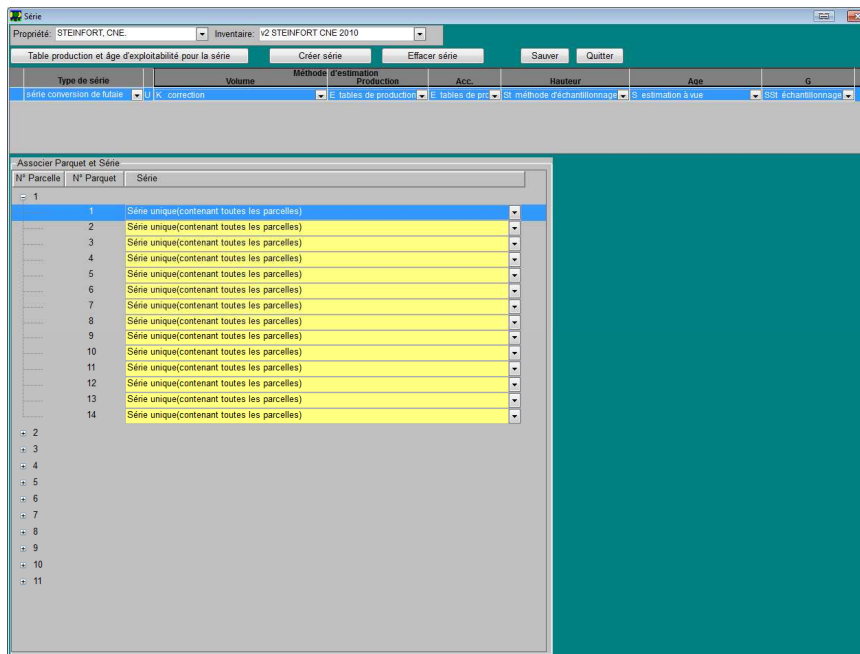 Série
Propriété: STEINFORT, CNE. Inventaire: v2 STEINFORT CNE 2010
Table production et âge d'exploitabilité pour la série Créer série Effacer série Sauver Quitter
Méthode d'estimation
Type de série Volume Production Acc. Hauteur Age G
série conversion de futaie U K correction E tables de production E tables de prc St méthode d'échantillonnage S estimation à vue SSt échantillonnage
Associer Parquet et Série
N° Parcelle N° Parquet Série
1
1 Série unique(contenant toutes les parcelles)
2 Série unique(contenant toutes les parcelles)
3 Série unique(contenant toutes les parcelles)
4 Série unique(contenant toutes les parcelles)
5 Série unique(contenant toutes les parcelles)
6 Série unique(contenant toutes les parcelles)
7 Série unique(contenant toutes les parcelles)
8 Série unique(contenant toutes les parcelles)
9 Série unique(contenant toutes les parcelles)
10 Série unique(contenant toutes les parcelles)
11 Série unique(contenant toutes les parcelles)
12 Série unique(contenant toutes les parcelles)
13 Série unique(contenant toutes les parcelles)
14 Série unique(contenant toutes les parcelles)
2
3
4
5
6
7
8
9
10
11